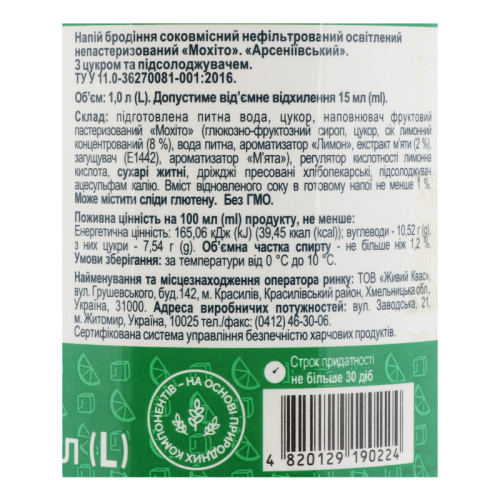 Напій бродіння соковмісний нефільтрований освітлений
непастеризований «Мохіто». «Арсеніївський».
З цукром та підсолоджувачем.
ТУ У 11.0-36270081-001:2016.
Об'єм: 1,0 л (L). Допустиме від'ємне відхилення 15 мл (ml).
Склад: підготовлена питна вода, цукор, наповнювач фруктовий
пастеризований «Мохіто» (глюкозно-фруктозний сироп, цукор, сік лимонний
концентрований (8 %), вода питна, ароматизатор «Лимон», екстракт м'яти (2 %),
загущувач (Е1442), ароматизатор «М'ята»), регулятор кислотності лимонна
кислота, сухарі житні, дріжджі пресовані хлібопекарські, підсолоджувач
ацесульфам калію. Вміст відновленого соку в готовому напої не менше 1 %.
Може містити сліди глютену. Без ГМО.
Поживна цінність на 100 мл (ml) продукту, не менше:
Енергетична цінність: 165,06 кДж (kJ) (39,45 ккал (kcal)); вуглеводи - 10,52 г (g),
з них цукри - 7,54 г (g). Об'ємна частка спирту - не більше ніж 1,2 %.
Умови зберігання: за температури від 0 °С до 10 °С.
Найменування та місцезнаходження оператора ринку: ТОВ «Живий Квас»,
вул. Грушевського, буд.142, м. Красилів, Красилівський район, Хмельницька обл.,
Україна, 31000. Адреса виробничих потужностей: вул. Заводська, 21,
м. Житомир, Україна, 10025 тел./факс: (0412) 46-30-06.
Сертифікована система управління безпечністю харчових продуктів.
Строк придатності
не більше 30 діб
НА ОСНОВІ ПРИРОДНИХ КОМПОНЕНТІВ -
л (L)
4 820129 190224